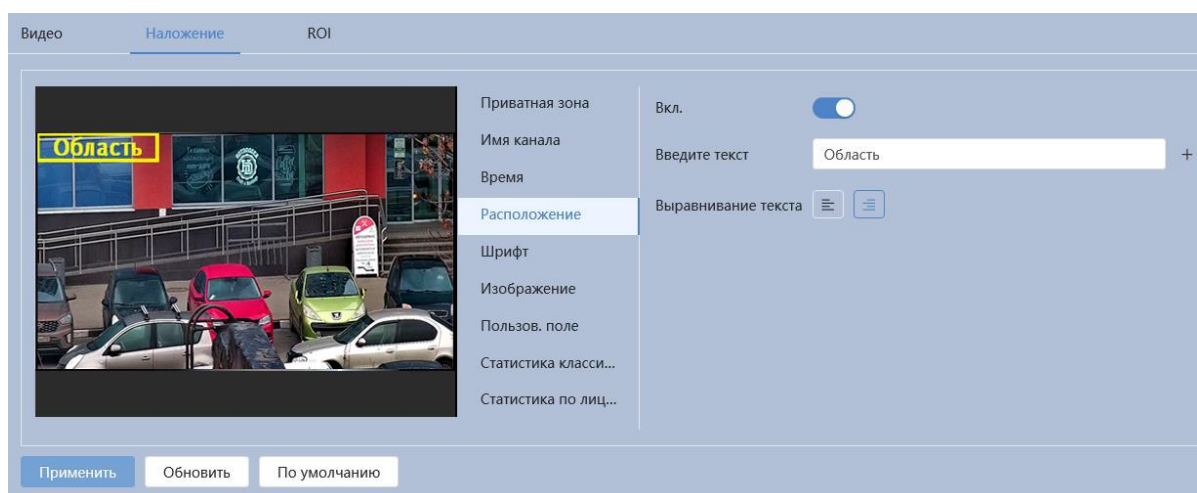 Видео Наложение ROI
Приватная зона
Имя канала
Время
Расположение
Шрифт
Изображение
Пользов. поле
Статистика класси...
Статистика по лиц...
Вкл.
Введите текст Область +
Выравнивание текста
Область
Применить Обновить По умолчанию